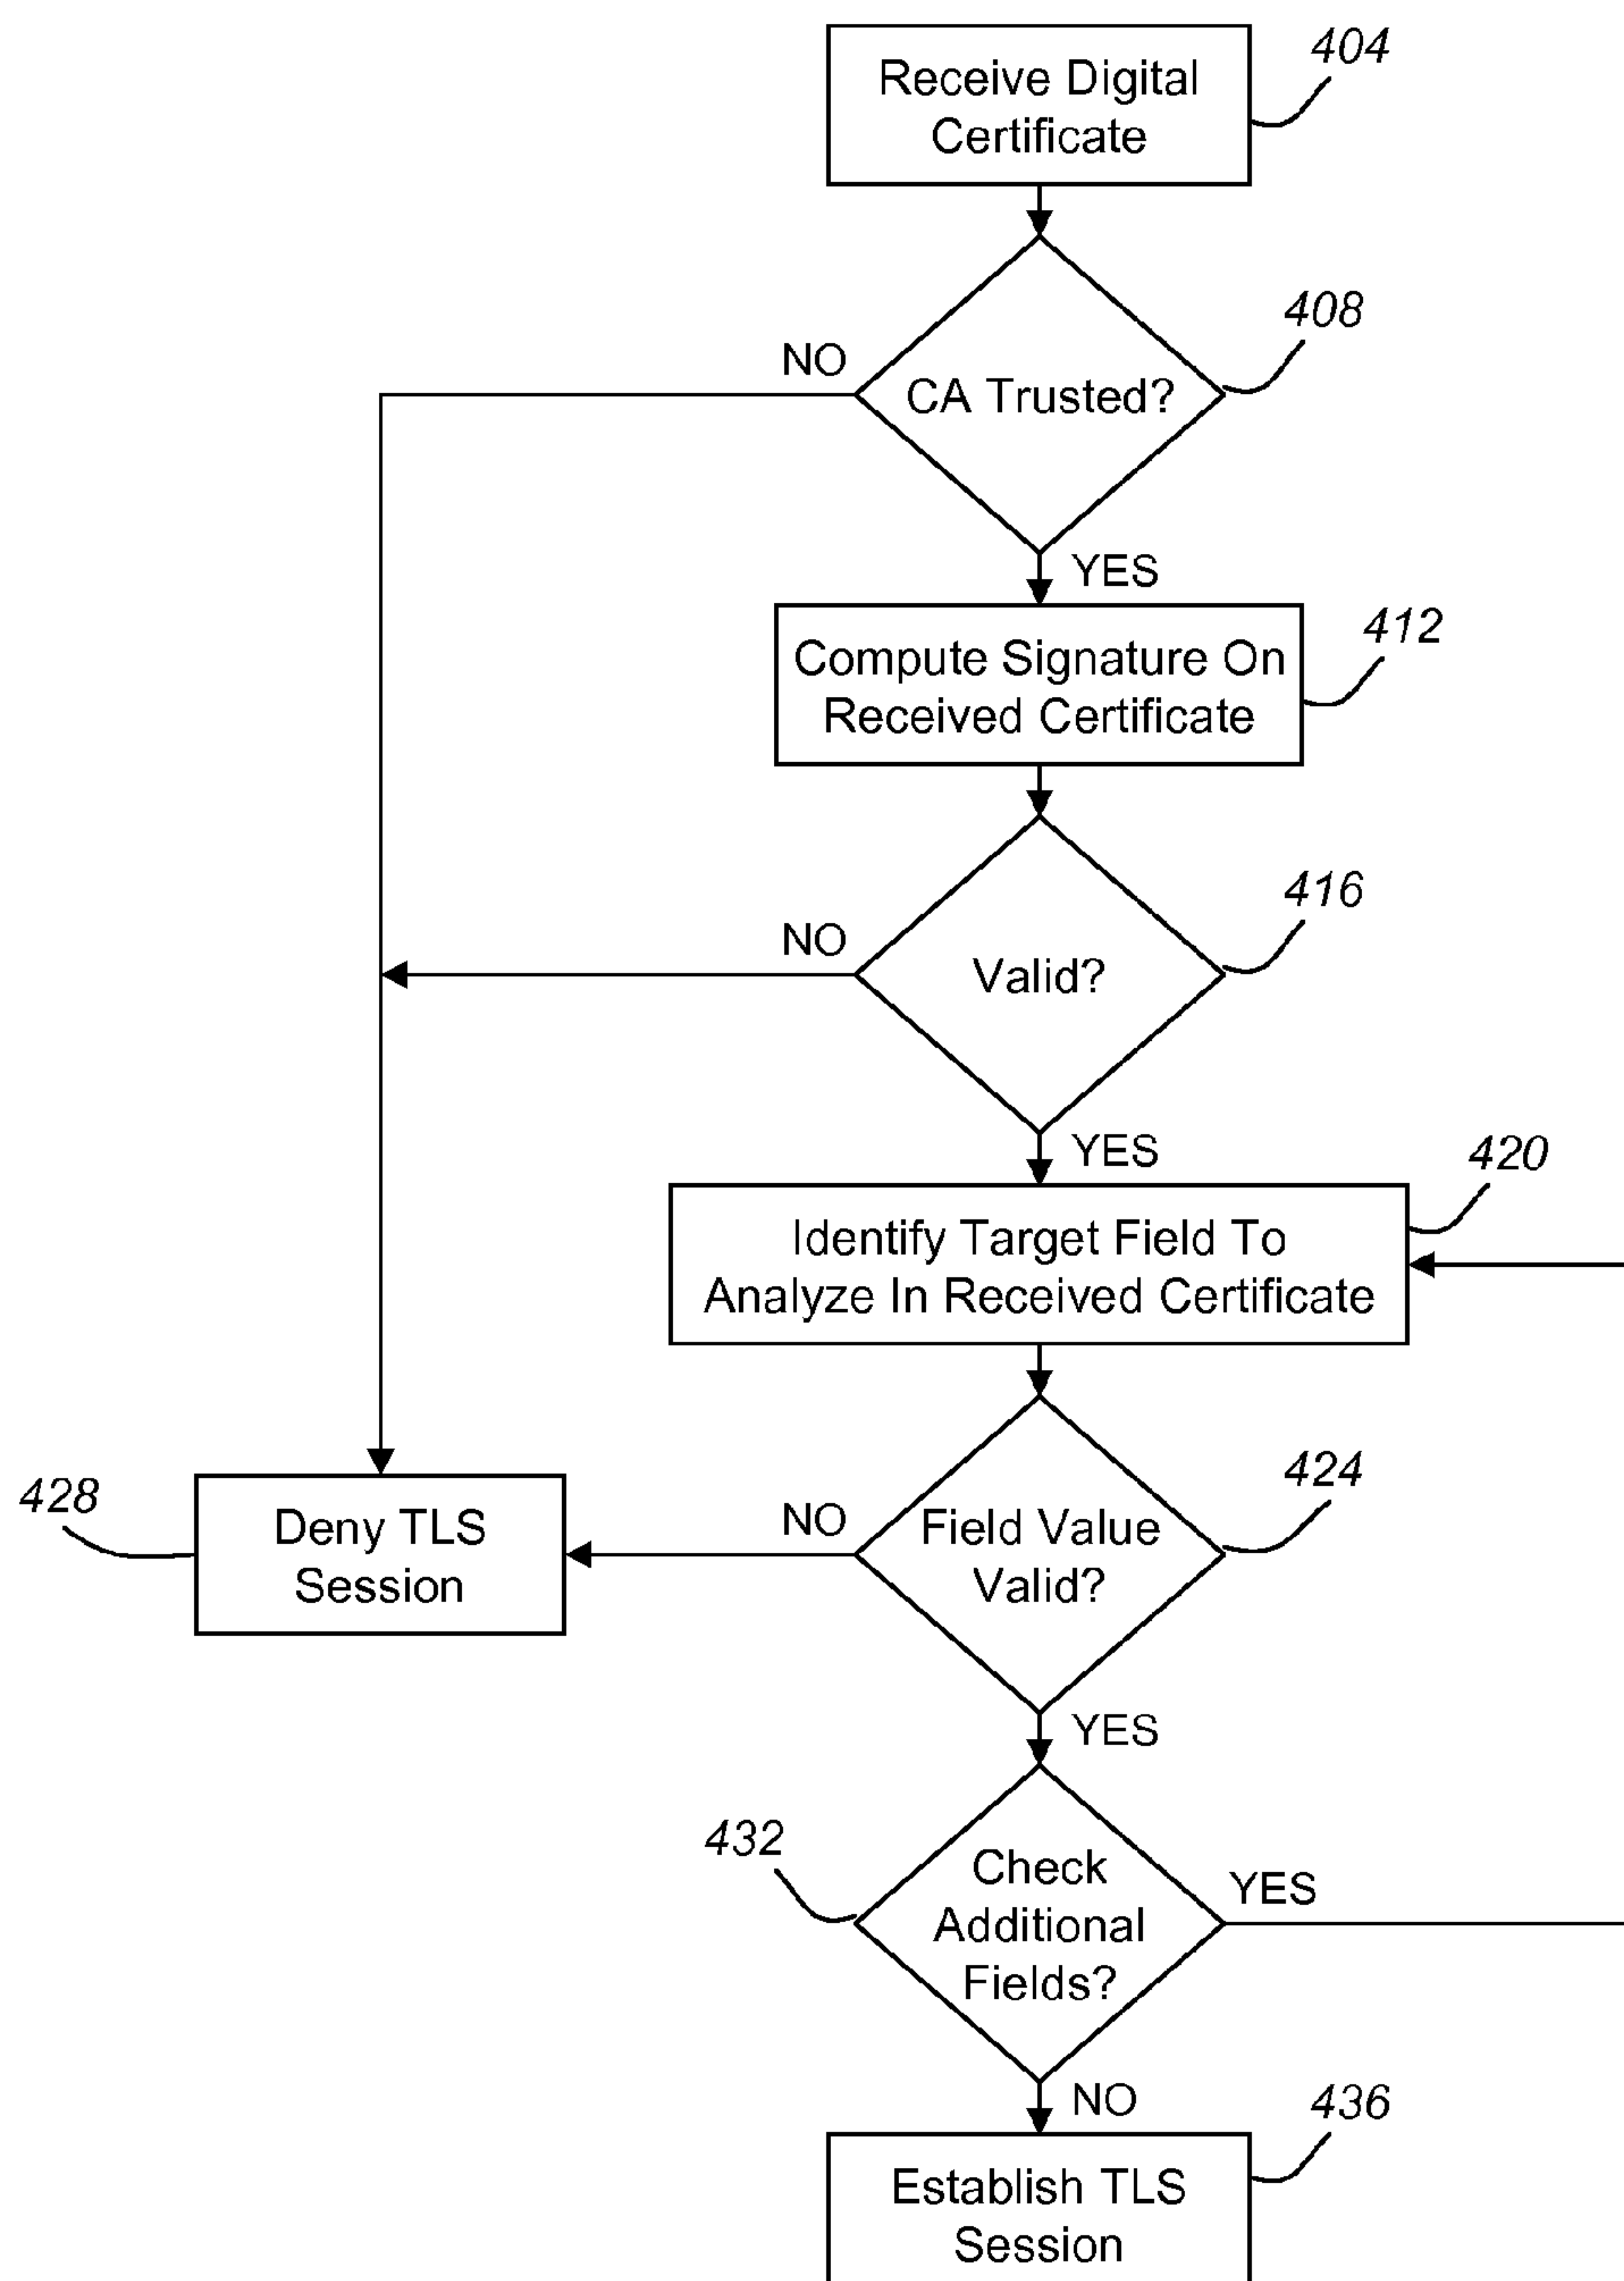 404
Receive Digital
Certificate
408
NO
CA Trusted?
YES
412
Compute Signature On
Received Certificate
416
NO
Valid?
YES
420
Identify Target Field To
Analyze In Received Certificate
424
428
NO
Field Value
Valid?
Deny TLS
Session
YES
432
Check
Additional
Fields?
YES
NO
436
Establish TLS
Session